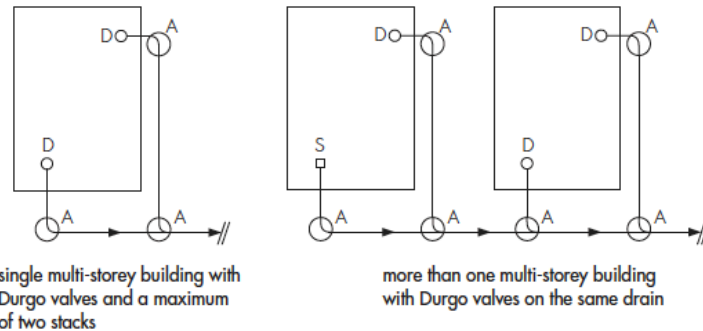 A
D
D
A
A
single multi-storey building with
Durgo valves and a maximum
of two stacks
A
D
S
A
A
A
D
D
A
A
more than one multi-storey building
with Durgo valves on the same drain